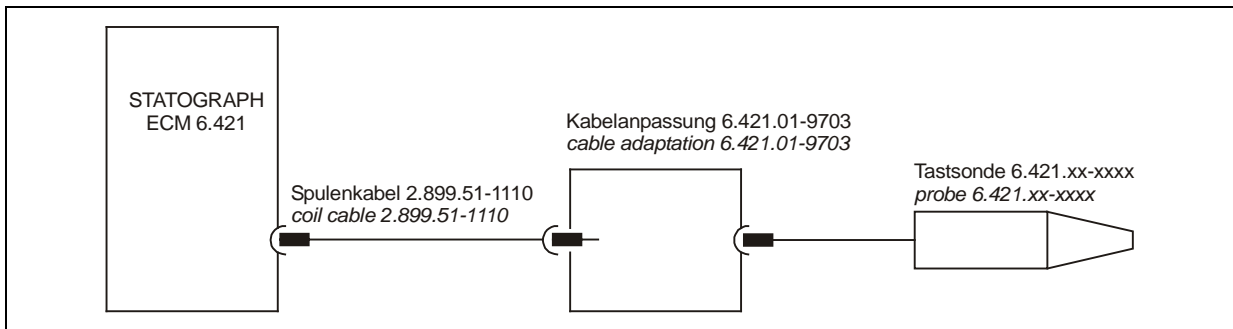 STATOGRAPH
ECM 6.421
Spulenkabel 2.899.51-1110
coil cable 2.899.51-1110
Kabelanpassung 6.421.01-9703
cable adaptation 6.421.01-9703
Tastsonde 6.421.xx-xxxx
probe 6.421.xx-xxxx